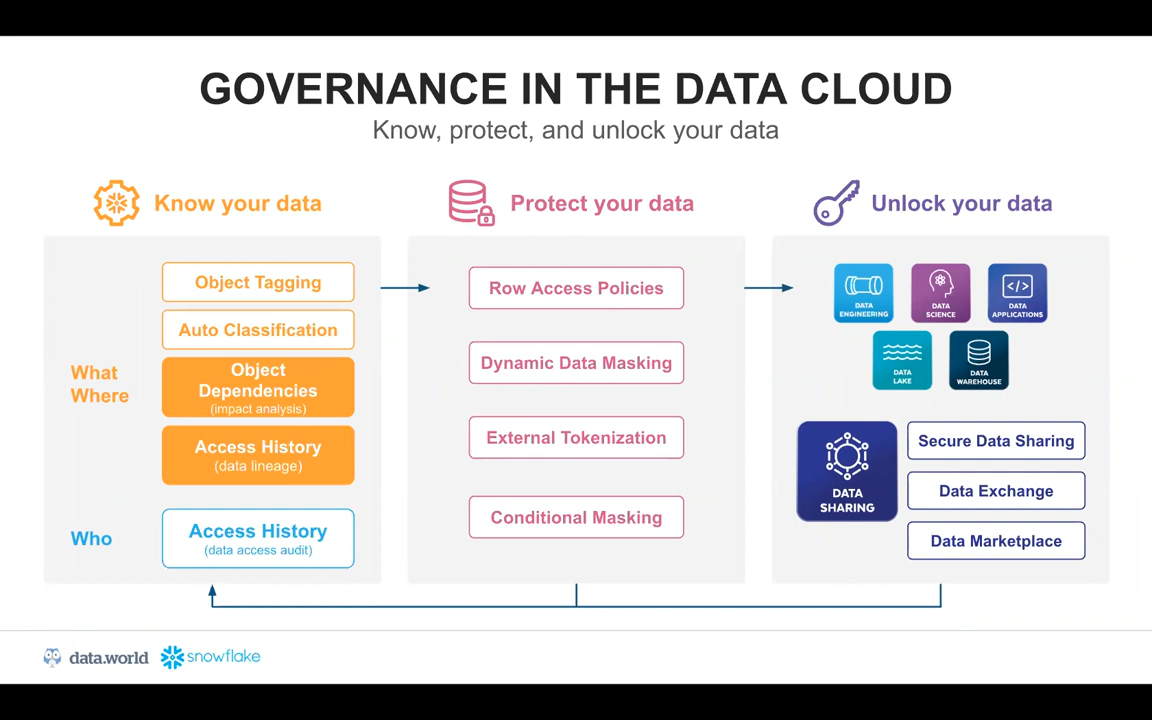 GOVERNANCE IN THE DATA CLOUD
Know, protect, and unlock your data
Know your data
Object Tagging
Auto Classification
What
Where
Object
Dependencies
(impact analysis)
Access History
(data lineage)
Who
Access History
(data access audit)
Protect your data
Row Access Policies
Dynamic Data Masking
External Tokenization
Conditional Masking
Unlock your data
DATA
ENGINEERING
DATA
SCIENCE
DATA
APPLICATIONS
DATA
LAKE
DATA
WAREHOUSE
DATA
SHARING
Secure Data Sharing
Data Exchange
Data Marketplace
data.world
snowflake